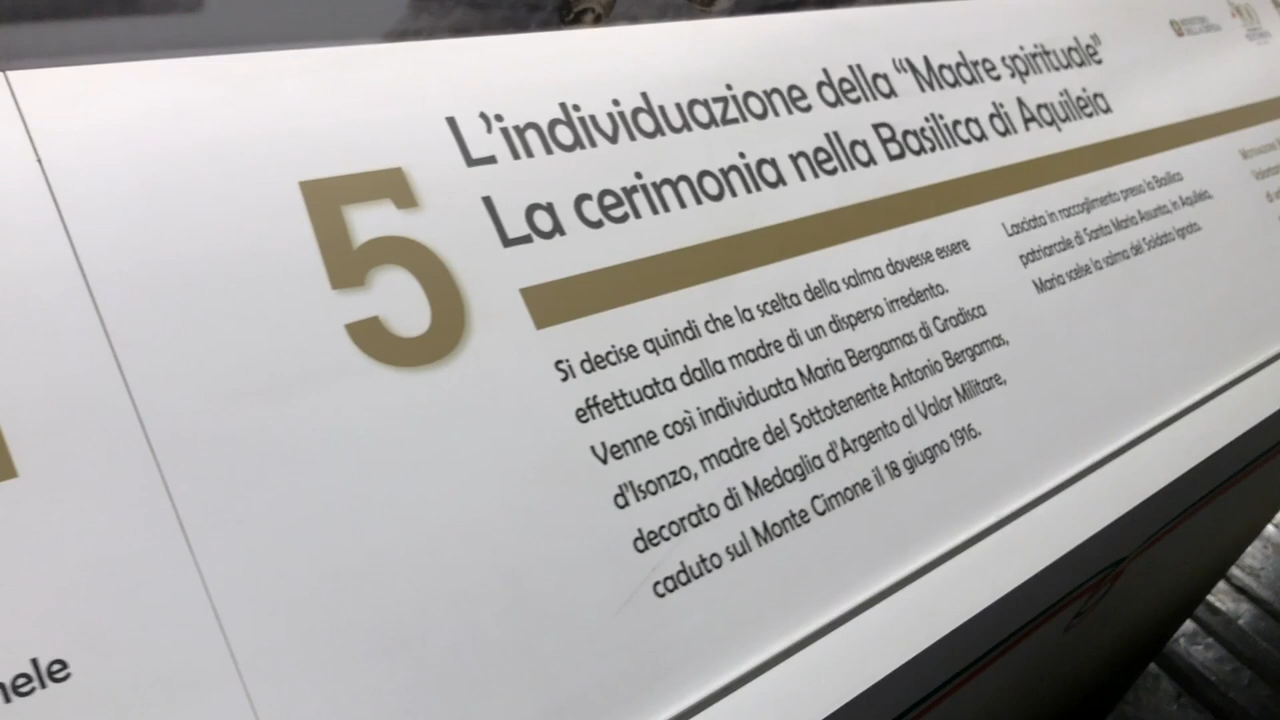 5
L'individuazione della “Madre spirituale”
La cerimonia nella Basilica di Aquileia
Si decise quindi che la scelta della salma dovesse essere
effettuata dalla madre di un disperso irredento.
Venne così individuata Maria Bergamas di Gradisca
d'Isonzo, madre del Sottotenente Antonio Bergamas,
decorato di Medaglia d'Argento al Valor Militare,
caduto sul Monte Cimone il 18 giugno 1916.
Lasciata in raccoglimento presso la Basilica
patriarcale di Santa Maria Assunta, in Aquileia,
Maria scelse la salma del Soldato Ignoto.